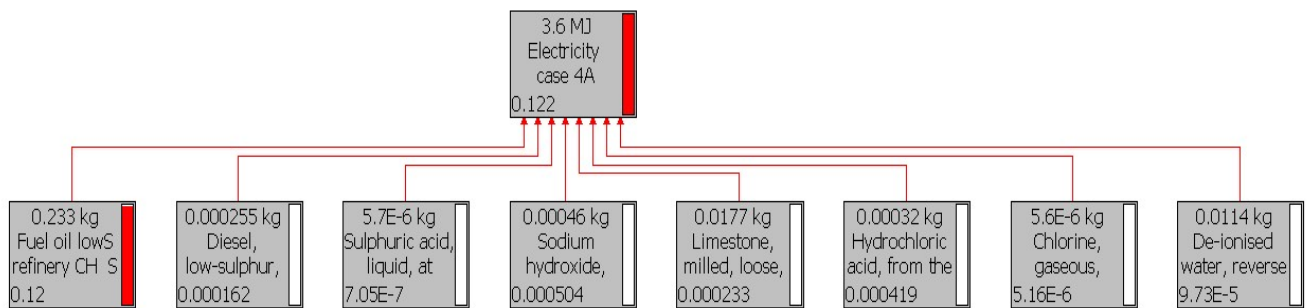 3.6 MJ
Electricity
case 4A
0.122
0.233 kg
Fuel oil lowS
refinery CH S
0.12
0.000255 kg
Diesel,
low-sulphur,
0.000162
5.7E-6 kg
Sulphuric acid,
liquid, at
7.05E-7
0.00046 kg
Sodium
hydroxide,
0.000504
0.0177 kg
Limestone,
milled, loose,
0.000233
0.00032 kg
Hydrochloric
acid, from the
0.000419
5.6E-6 kg
Chlorine,
gaseous,
5.16E-6
0.0114 kg
De-ionised
water, reverse
9.73E-5